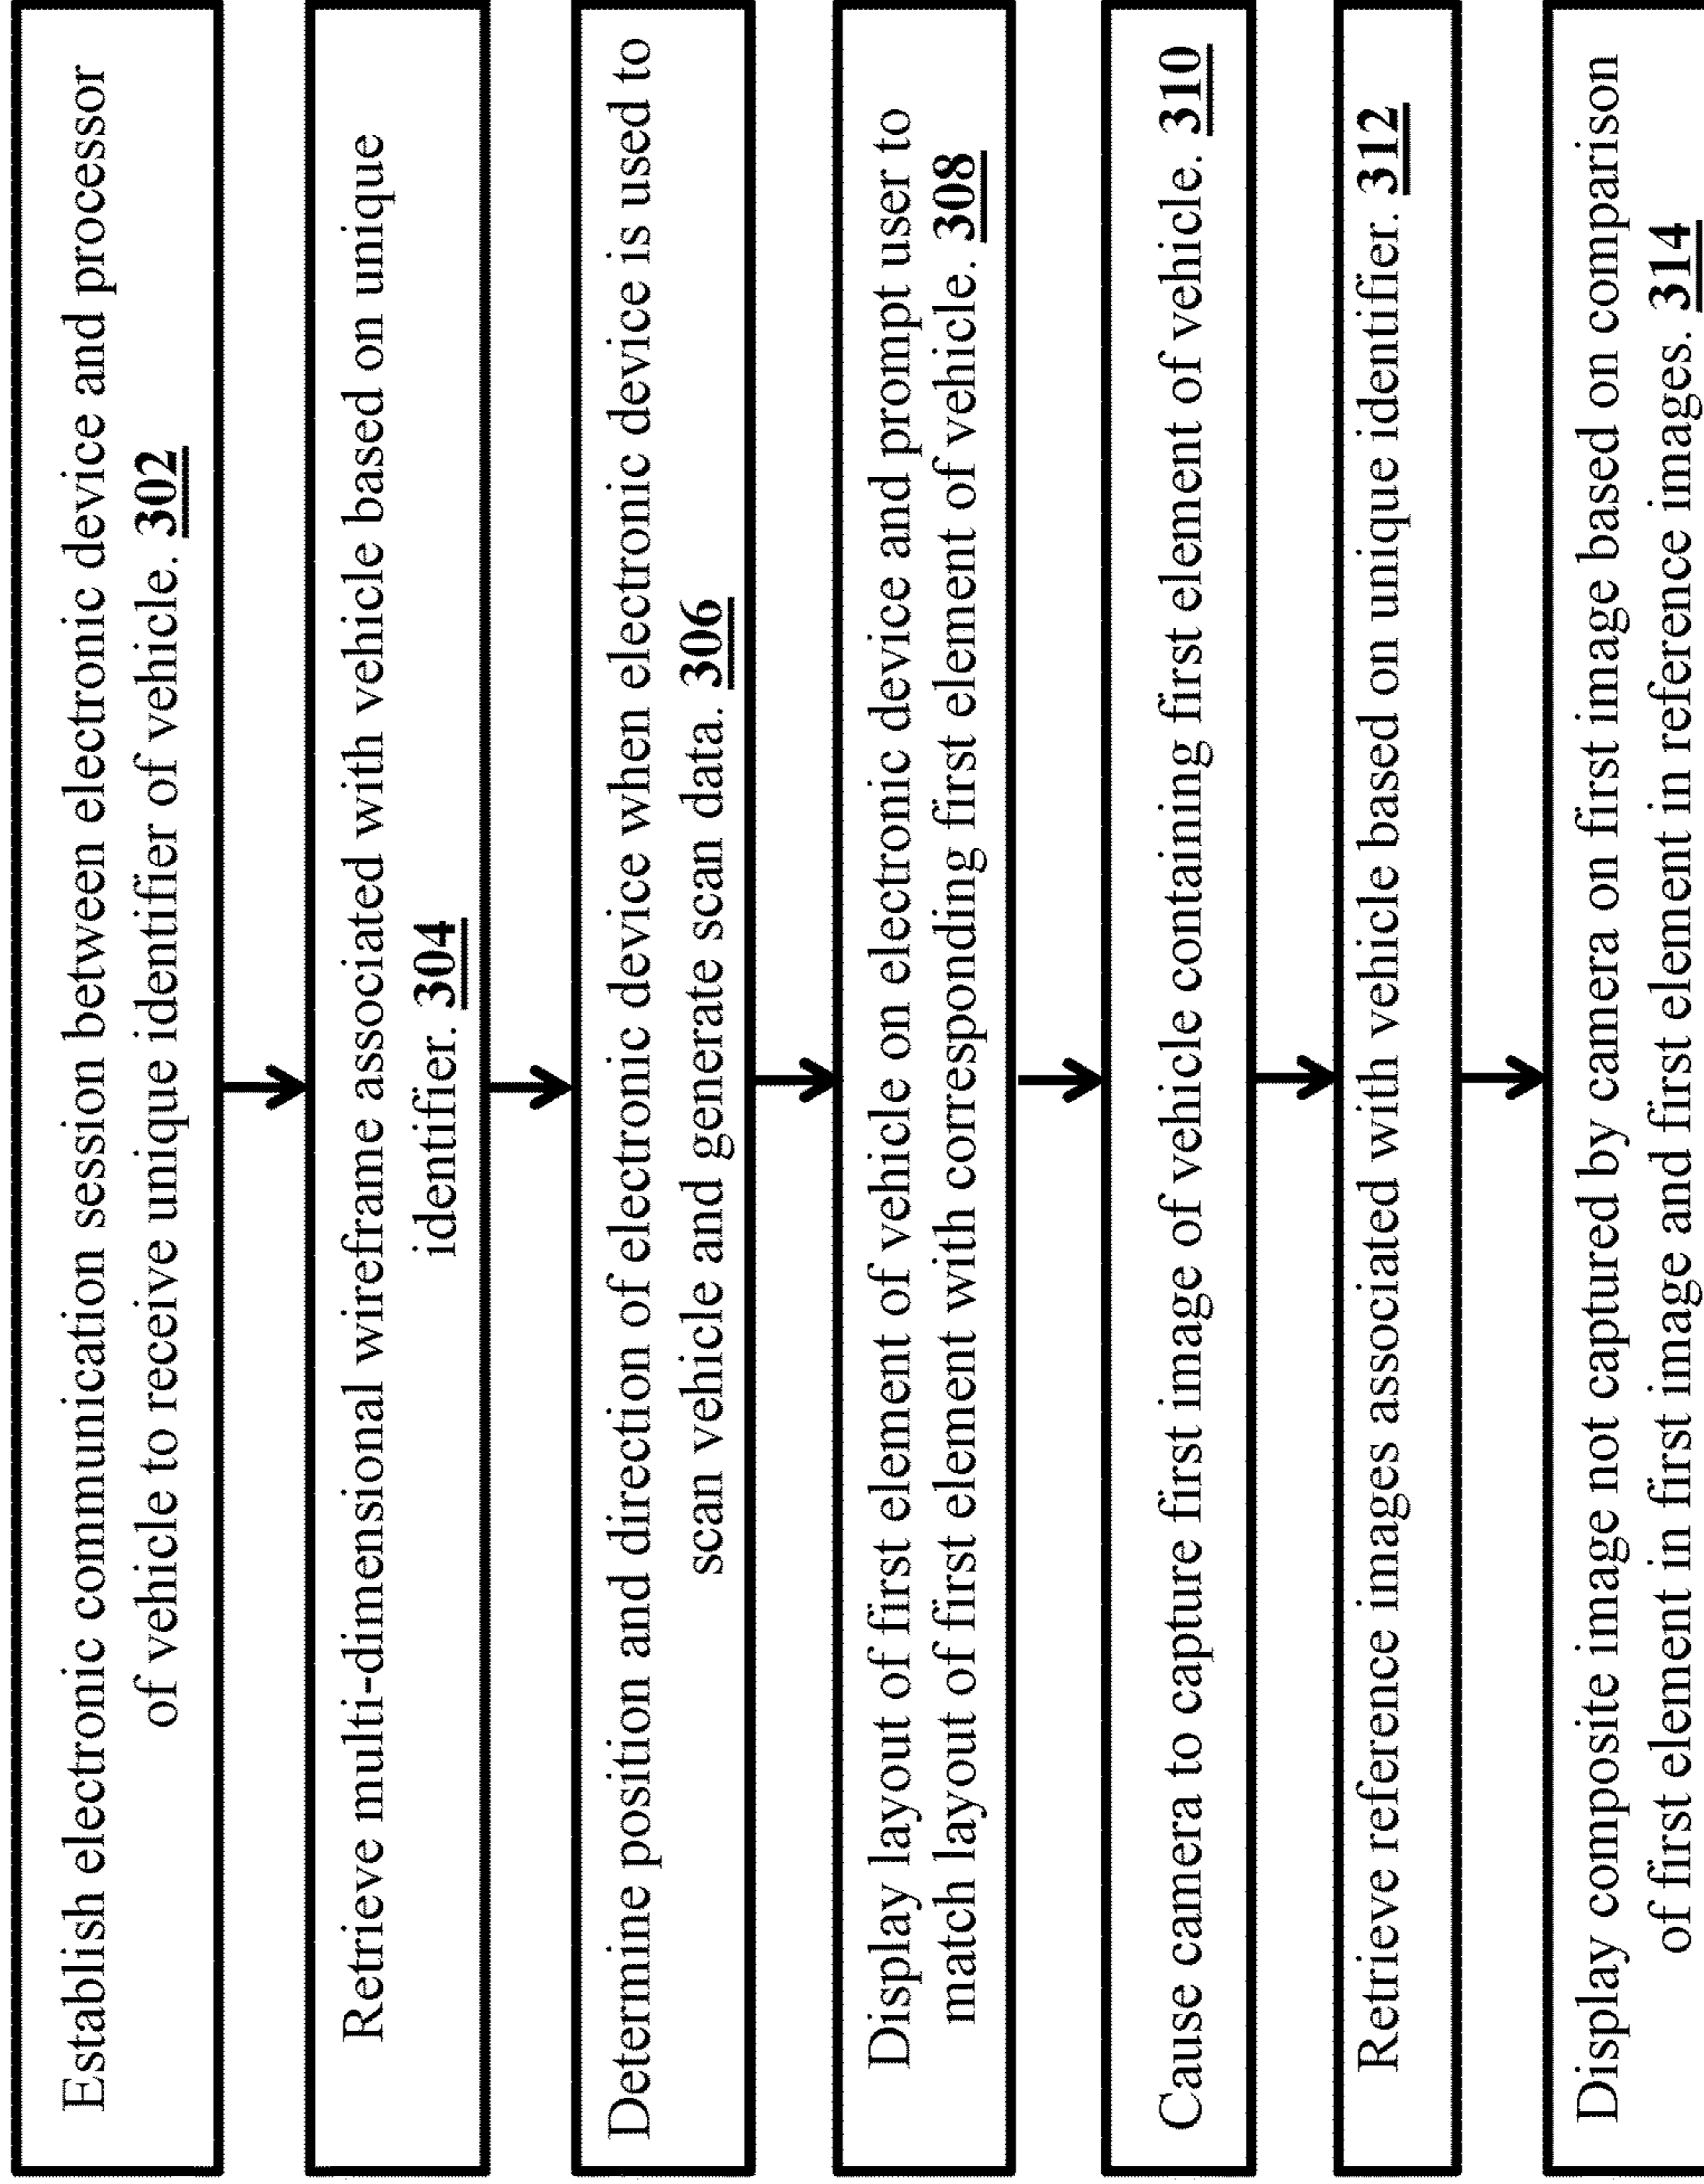 Establish electronic communication session between electronic device and processor
of vehicle to receive unique identifier of vehicle. 302
Retrieve multi-dimensional wireframe associated with vehicle based on unique
identifier. 304
Determine position and direction of electronic device when electronic device is used to
scan vehicle and generate scan data. 306
Display layout of first element of vehicle on electronic device and prompt user to
match layout of first element with corresponding first element of vehicle. 308
Cause camera to capture first image of vehicle containing first element of vehicle. 310
Retrieve reference images associated with vehicle based on unique identifier. 312
Display composite image not captured by camera on first image based on comparison
of first element in first image and first element in reference images. 314